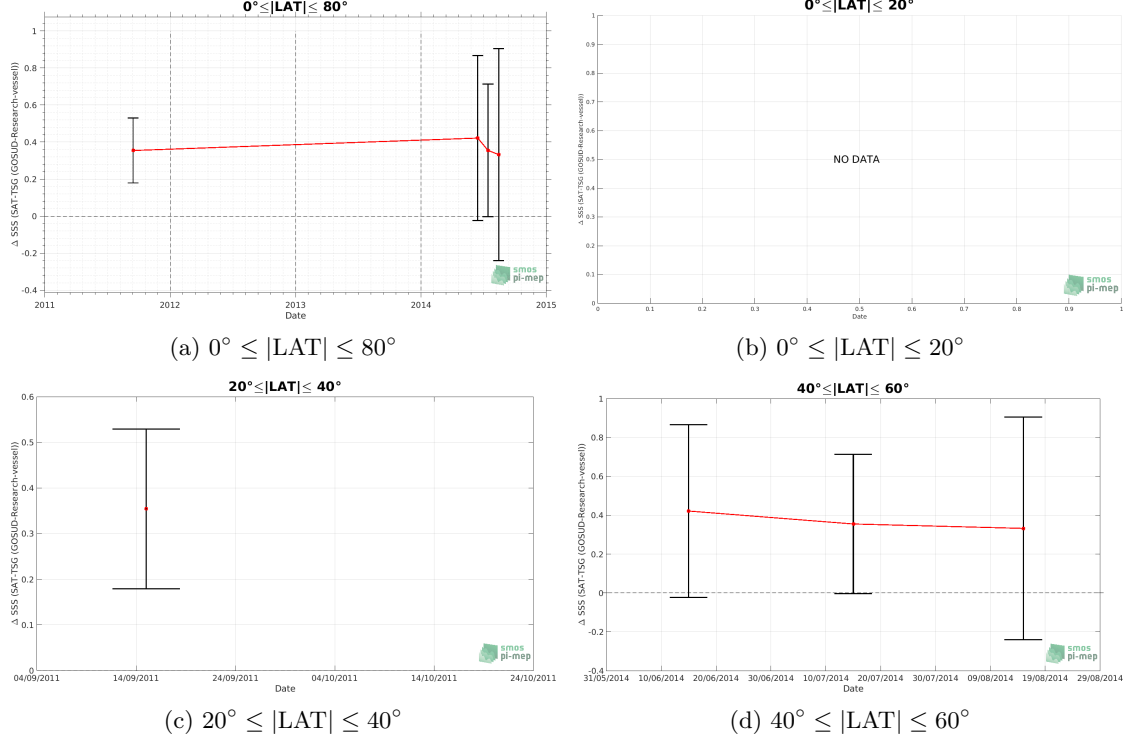 0°≤|LAT|≤ 80°
Δ SSS (SAT-TSG (GOSUD-Research-vessel))
1
0.8
0.6
0.4
0.2
0
-0.2
-0.4
2011 2012 2013 2014 2015
Date
smos
pi-mep
(a) 0° ≤ |LAT| ≤ 80°
0°≤|LAT|≤ 20°
Δ SSS (SAT-TSG (GOSUD-Research-vessel))
1
0.9
0.8
0.7
0.6
0.5
0.4
0.3
0.2
0.1
0
NO DATA
0 0.1 0.2 0.3 0.4 0.5 0.6 0.7 0.8 0.9 1
Date
smos
pi-mep
(b) 0° ≤ |LAT| ≤ 20°
20°≤|LAT|≤ 40°
Δ SSS (SAT-TSG (GOSUD-Research-vessel))
0.6
0.5
0.4
0.3
0.2
0.1
0
04/09/2011 14/09/2011 24/09/2011 04/10/2011 14/10/2011 24/10/2011
Date
smos
pi-mep
(c) 20° ≤ |LAT| ≤ 40°
40°≤|LAT|≤ 60°
Δ SSS (SAT-TSG (GOSUD-Research-vessel))
1
0.8
0.6
0.4
0.2
0
-0.2
-0.4
31/05/2014 10/06/2014 20/06/2014 30/06/2014 10/07/2014 20/07/2014 30/07/2014 09/08/2014 19/08/2014 29/08/2014
Date
smos
pi-mep
(d) 40° ≤ |LAT| ≤ 60°